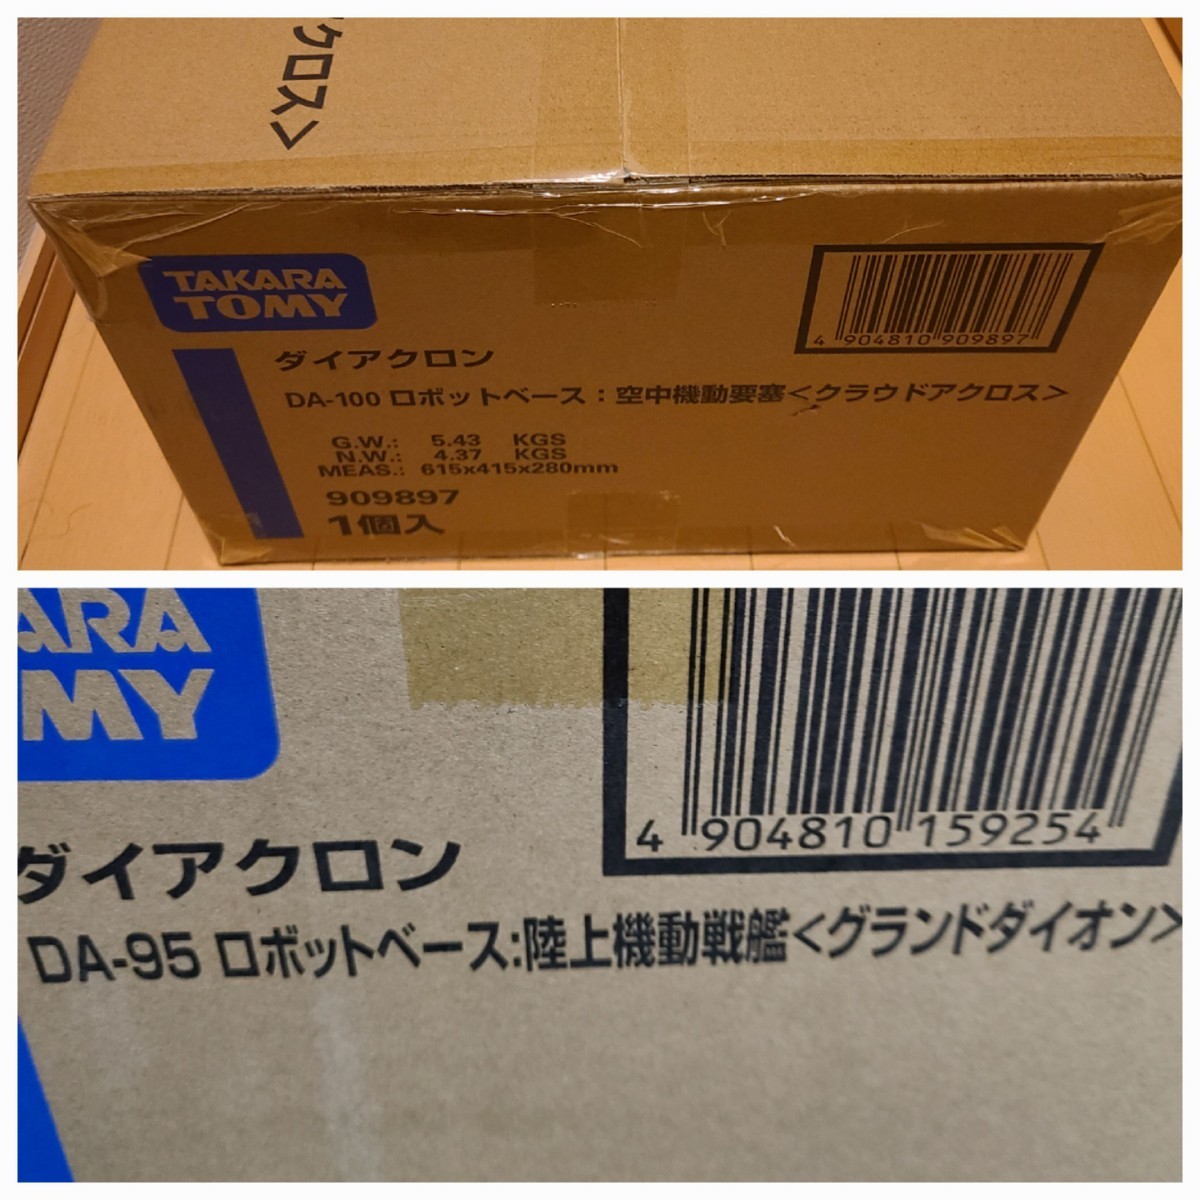 クロス>
TAKARA
TOMY
4 904810 909897
ダイアクロン
DA-100 ロボットベース：空中機動要塞<クラウドアクロス>
G.W.: 5.43 KGS
N.W.: 4.37 KGS
MEAS.: 615x415x280mm
909897
1個入
ARA
MY
4 904810 159254
ダイアクロン
DA-95 ロボットベース:陸上機動戦艦<グランドダイオン>